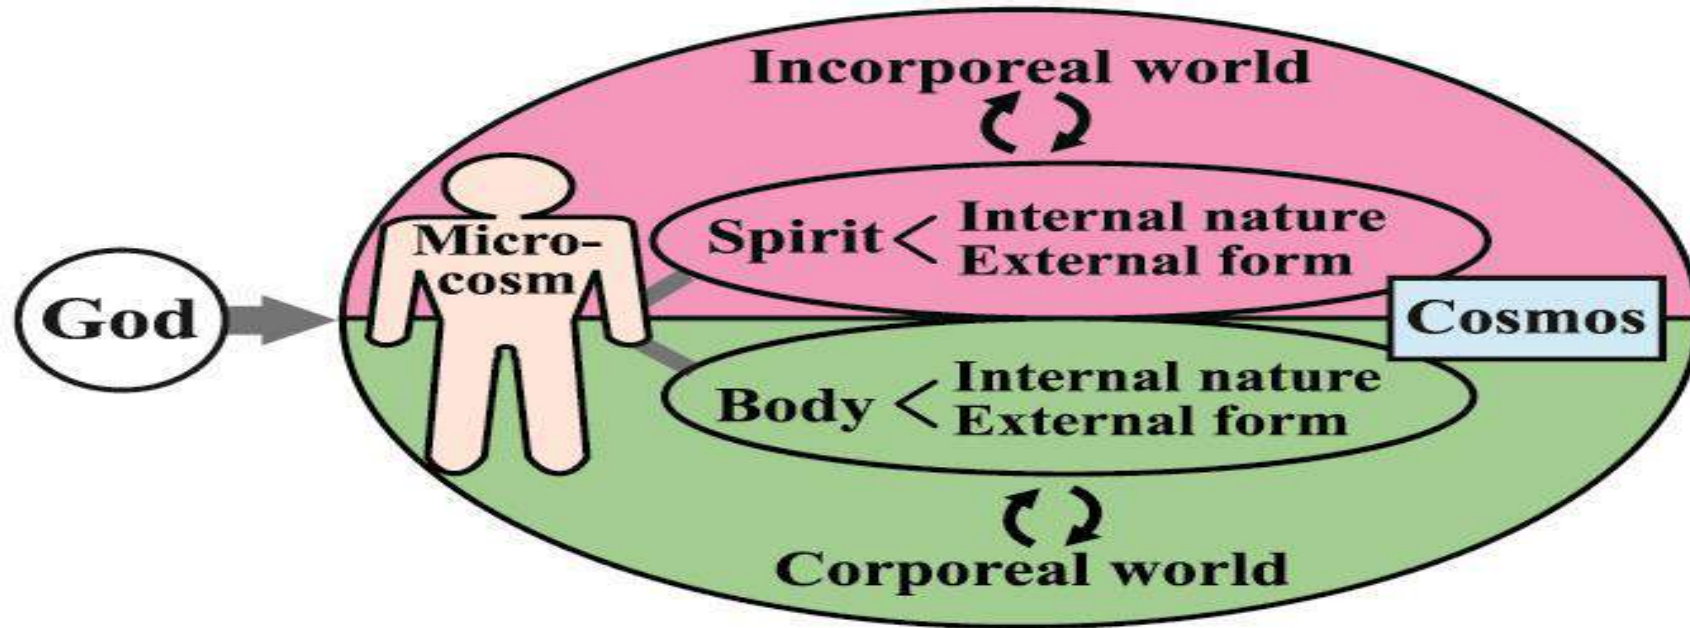 Incorporeal world
Micro-
cosm
Spirit < Internal nature
External form
God
Cosmos
Body < Internal nature
External form
Corporeal world